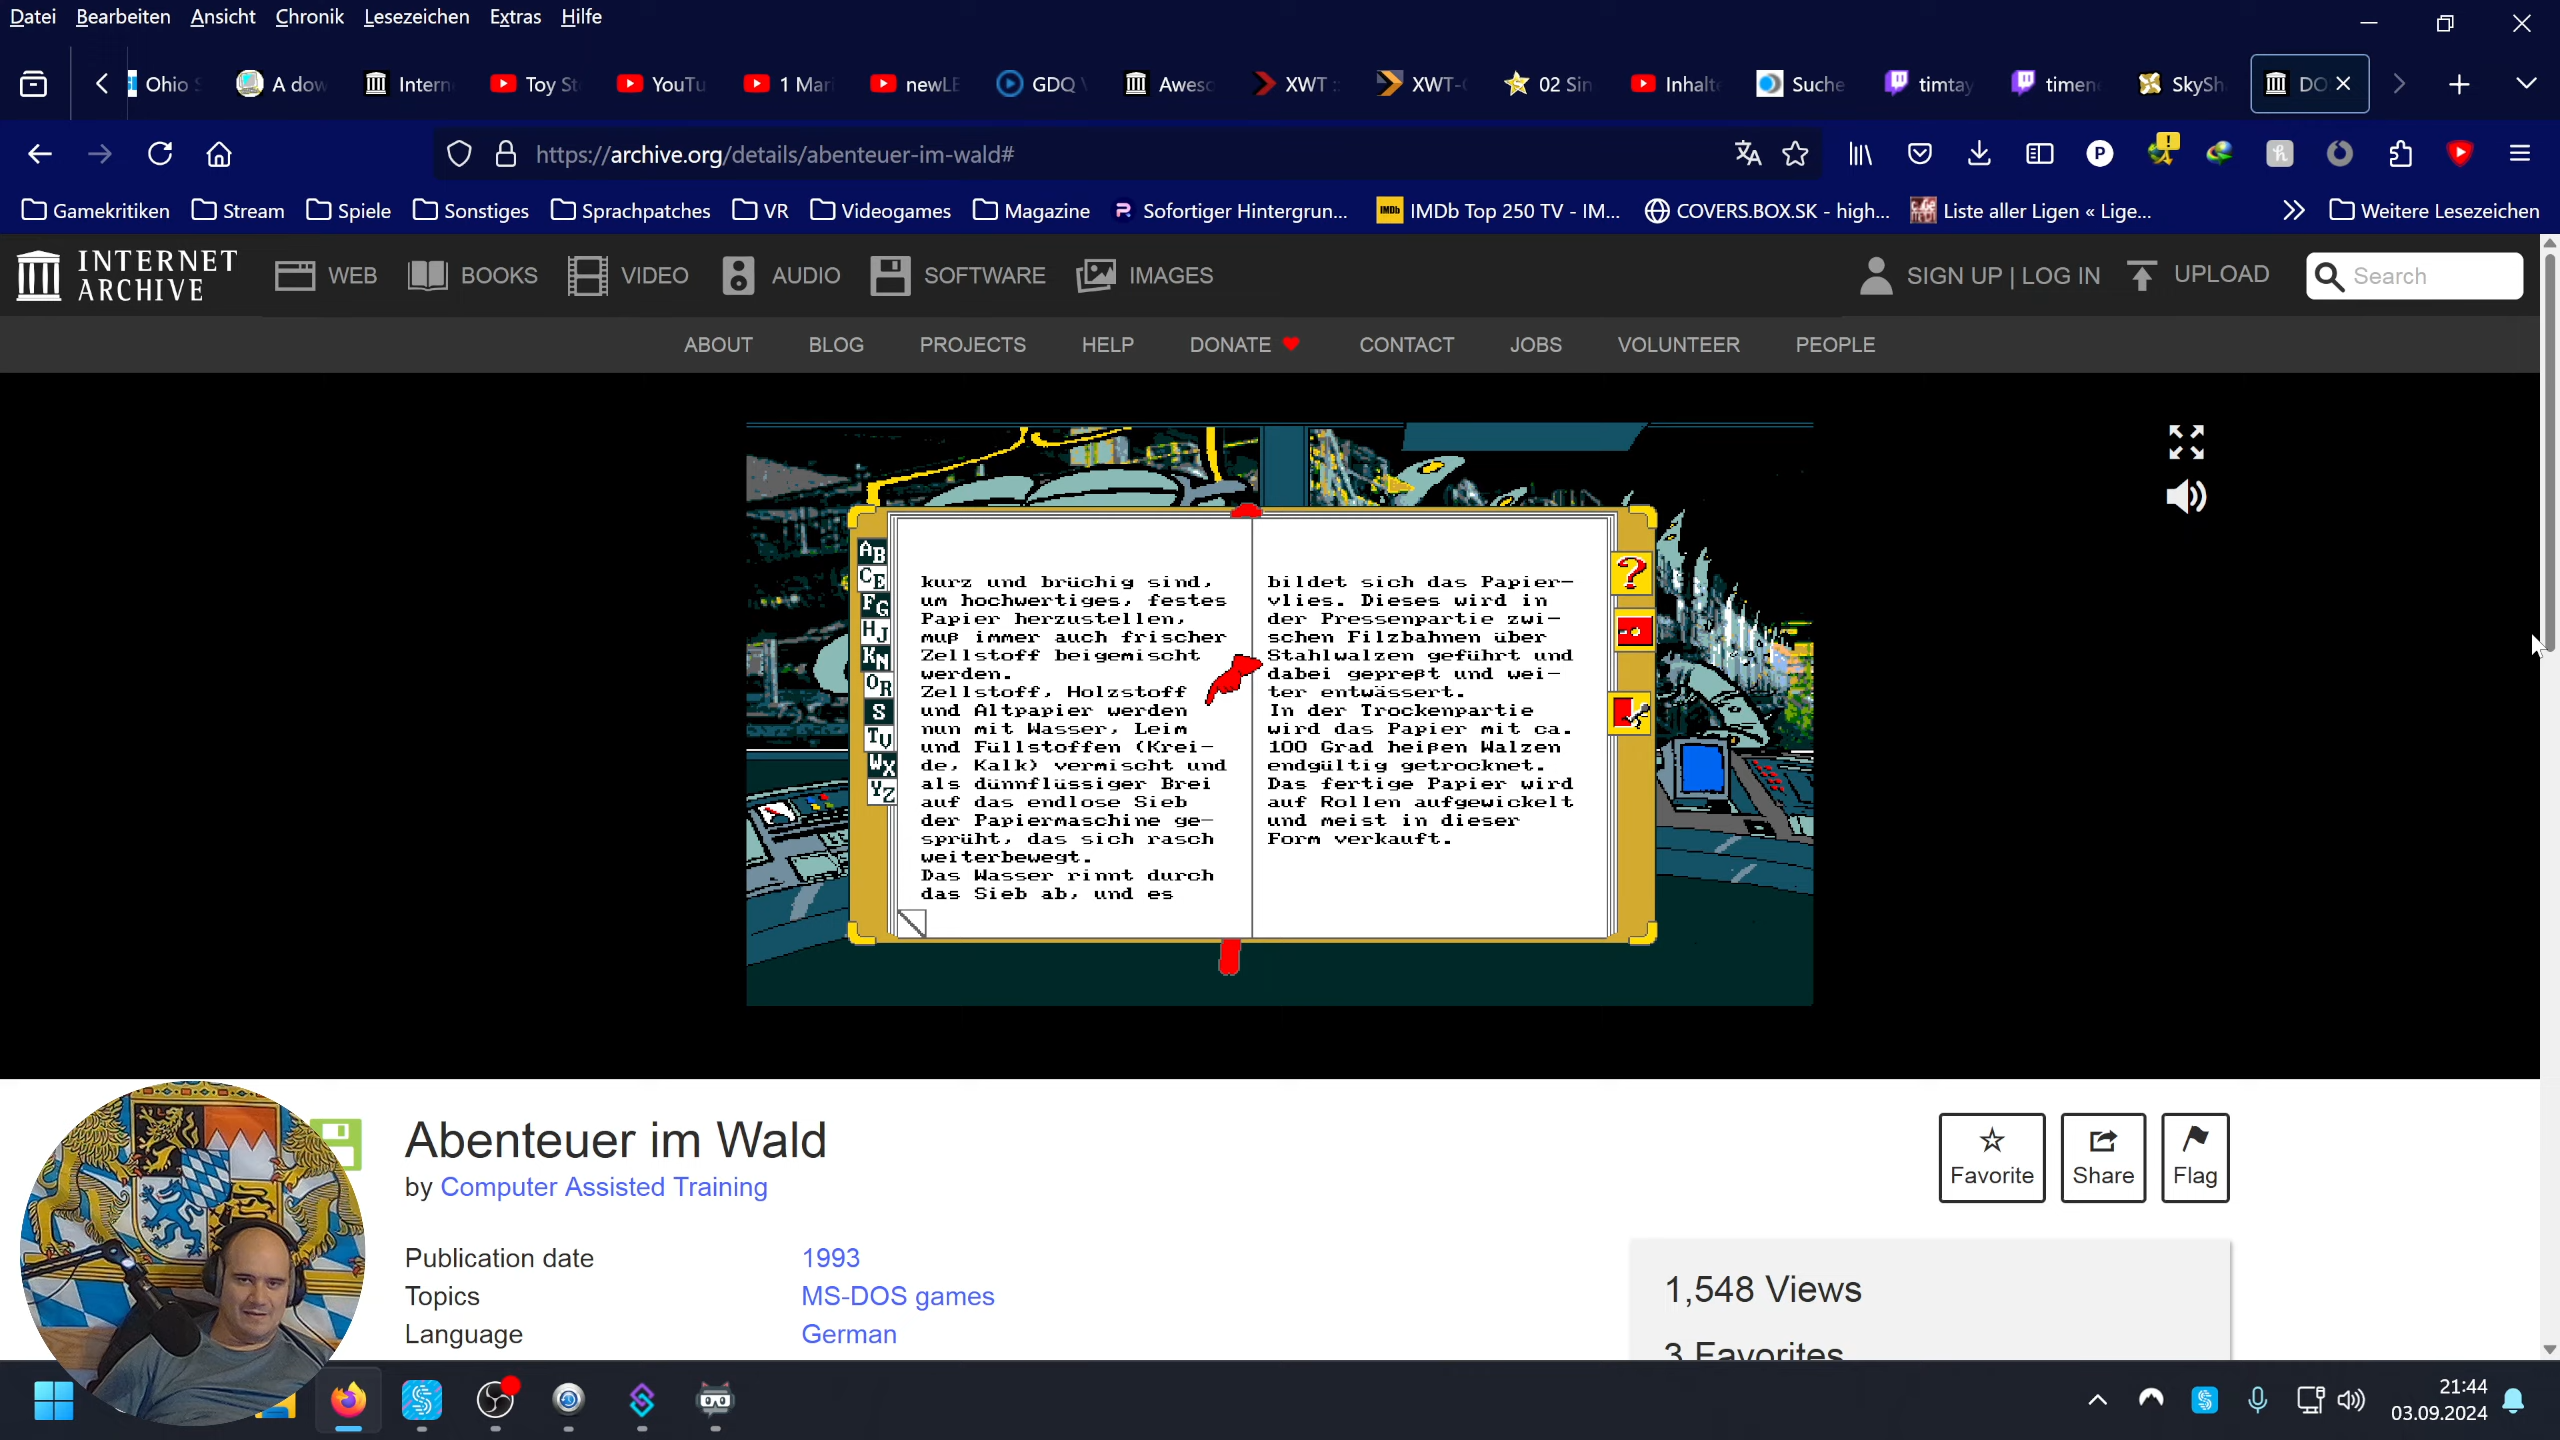 Datei Bearbeiten Ansicht Chronik Lesezeichen Extras Hilfe
Ohio A dow Intern Toy St YouTu 1 Mari newLE GDQ Aweso XWT :: XWT- 02 Sin Inhalt Suche timtay timen SkySh DO
https://archive.org/details/abenteuer-im-wald#
Gamekritiken Stream Spiele Sonstiges Sprachpatches VR Videogames Magazine Sofortiger Hintergrun... IMDb Top 250 TV - IM... COVERS.BOX.SK - high... Liste aller Ligen « Lige... Weitere Lesezeichen
INTERNET ARCHIVE WEB BOOKS VIDEO AUDIO SOFTWARE IMAGES SIGN UP | LOG IN UPLOAD Search
ABOUT BLOG PROJECTS HELP DONATE CONTACT JOBS VOLUNTEER PEOPLE
AB
CE
FG
HJ
KN
OR
S
TV
WX
YZ
kurz und brüchig sind,
um hochwertiges, festes
Papier herzustellen,
muß immer auch frischer
Zellstoff beigemischt
werden.
Zellstoff, Holzstoff
und Altpapier werden
nun mit Wasser, Leim
und Füllstoffen (Krei-
de, Kalk) vermischt und
als dünnflüssiger Brei
auf das endlose Sieb
der Papiermaschine ge-
sprüht, das sich rasch
weiterbewegt.
Das Wasser rinnt durch
das Sieb ab, und es
bildet sich das Papier-
vlies. Dieses wird in
der Pressenpartie zwi-
schen Filzbahnen über
Stahlwalzen geführt und
dabei gepreßt und wei-
ter entwässert.
In der Trockenpartie
wird das Papier mit ca.
100 Grad heißen Walzen
endgültig getrocknet.
Das fertige Papier wird
auf Rollen aufgewickelt
und meist in dieser
Form verkauft.
?
Abenteuer im Wald
by Computer Assisted Training
Favorite Share Flag
Publication date 1993
Topics MS-DOS games
Language German
1,548 Views
3 Favorites
21:44
03.09.2024